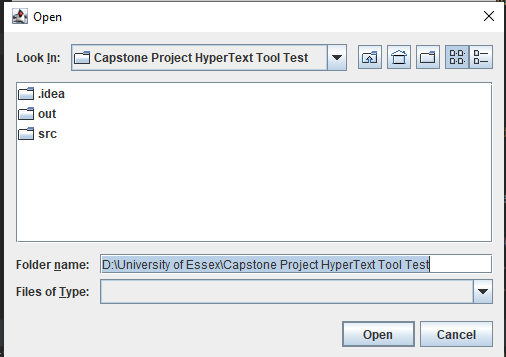 Open
Look In: Capstone Project HyperText Tool Test
.idea
out
src
Folder name: D:\University of Essex\Capstone Project HyperText Tool Test
Files of Type:
Open Cancel